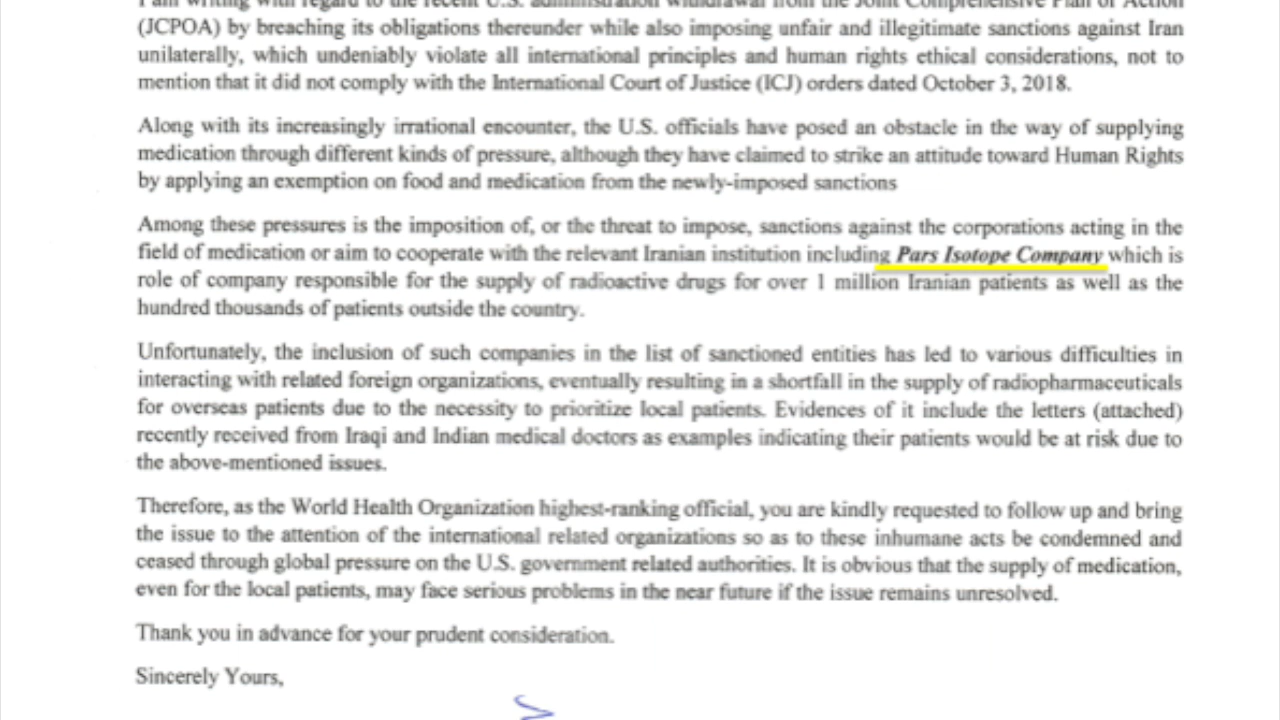 I am writing with regard to the recent U.S. administration withdrawal from the Joint Comprehensive Plan of Action
(JCPOA) by breaching its obligations thereunder while also imposing unfair and illegitimate sanctions against Iran
unilaterally, which undeniably violate all international principles and human rights ethical considerations, not to
mention that it did not comply with the International Court of Justice (ICJ) orders dated October 3, 2018.
Along with its increasingly irrational encounter, the U.S. officials have posed an obstacle in the way of supplying
medication through different kinds of pressure, although they have claimed to strike an attitude toward Human Rights
by applying an exemption on food and medication from the newly-imposed sanctions
Among these pressures is the imposition of, or the threat to impose, sanctions against the corporations acting in the
field of medication or aim to cooperate with the relevant Iranian institution including Pars Isotope Company which is
role of company responsible for the supply of radioactive drugs for over 1 million Iranian patients as well as the
hundred thousands of patients outside the country.
Unfortunately, the inclusion of such companies in the list of sanctioned entities has led to various difficulties in
interacting with related foreign organizations, eventually resulting in a shortfall in the supply of radiopharmaceuticals
for overseas patients due to the necessity to prioritize local patients. Evidences of it include the letters (attached)
recently received from Iraqi and Indian medical doctors as examples indicating their patients would be at risk due to
the above-mentioned issues.
Therefore, as the World Health Organization highest-ranking official, you are kindly requested to follow up and bring
the issue to the attention of the international related organizations so as to these inhumane acts be condemned and
ceased through global pressure on the U.S. government related authorities. It is obvious that the supply of medication,
even for the local patients, may face serious problems in the near future if the issue remains unresolved.
Thank you in advance for your prudent consideration.
Sincerely Yours,